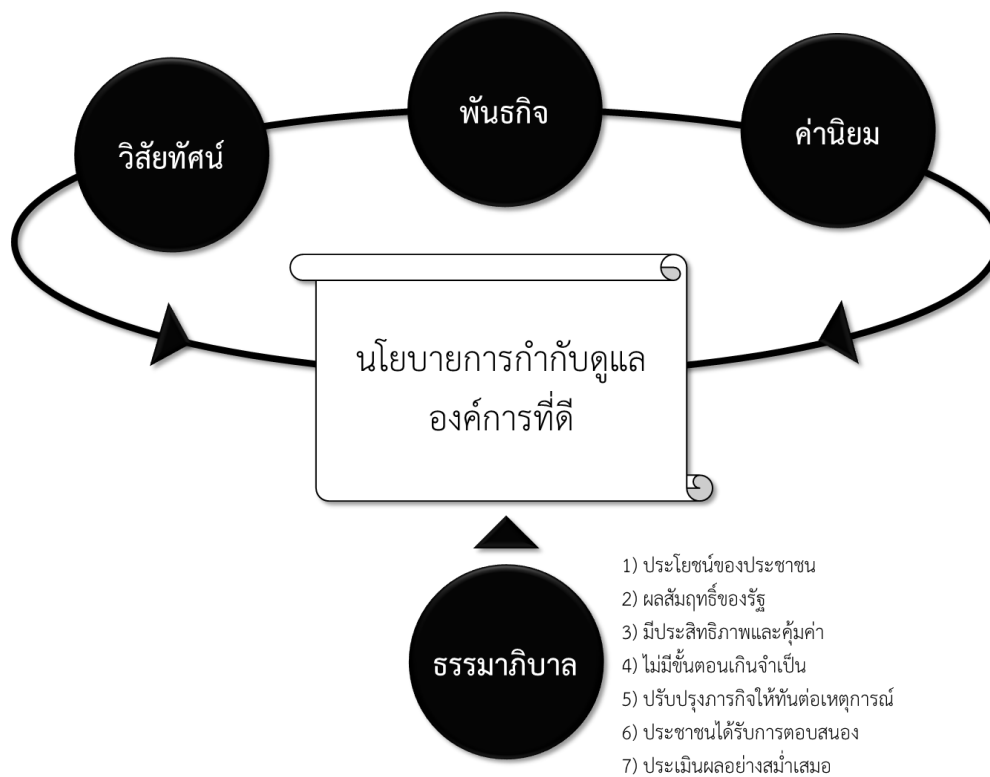 วิสัยทัศน์
พันธกิจ
ค่านิยม
นโยบายการกำกับดูแล
องค์การที่ดี
ธรรมาภิบาล
1) ประโยชน์ของประชาชน
2) ผลสัมฤทธิ์ของรัฐ
3) มีประสิทธิภาพและคุ้มค่า
4) ไม่มีขั้นตอนเกินจำเป็น
5) ปรับปรุงภารกิจให้ทันต่อเหตุการณ์
6) ประชาชนได้รับการตอบสนอง
7) ประเมินผลอย่างสม่ำเสมอ